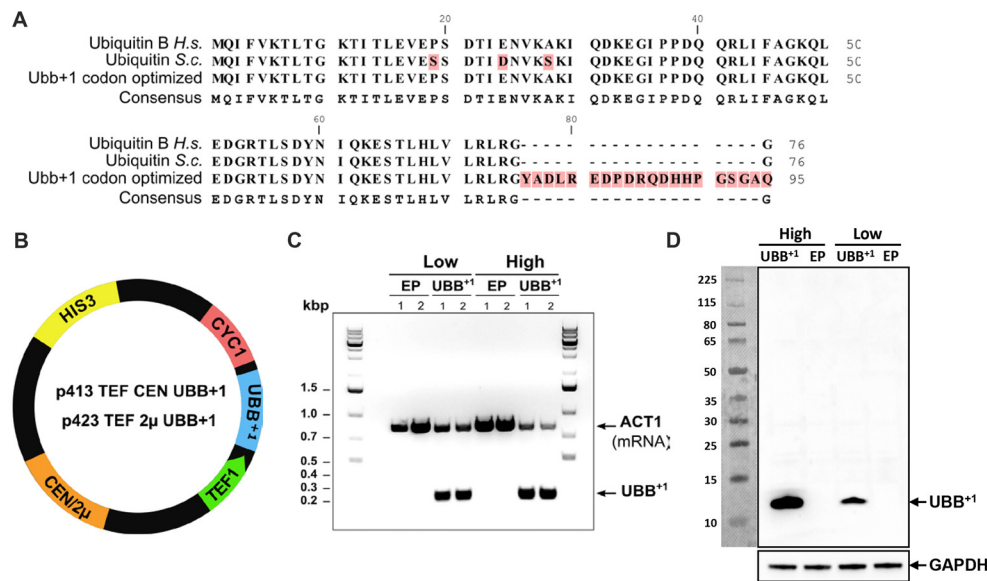 A
20 40
Ubiquitin B H.s. MQIFVKTLTG KTITLEVEPS DTIENVKAKI QDKEGIPPDQ QRLIFAGKQL 50
Ubiquitin S.c. MQIFVKTLTG KTITLEVESS DTIDNVKSKI QDKEGIPPDQ QRLIFAGKQL 50
Ubb+1 codon optimized MQIFVKTLTG KTITLEVEPS DTIENVKAKI QDKEGIPPDQ QRLIFAGKQL 50
Consensus MQIFVKTLTG KTITLEVEPS DTIENVKAKI QDKEGIPPDQ QRLIFAGKQL
60 80
Ubiquitin B H.s. EDGRTLSDYN IQKESTLHLV LRLRG----- ---------- ----G 76
Ubiquitin S.c. EDGRTLSDYN IQKESTLHLV LRLRG----- ---------- ----G 76
Ubb+1 codon optimized EDGRTLSDYN IQKESTLHLV LRLRGYADLR EDPDRQDHHP GSGAQ 95
Consensus EDGRTLSDYN IQKESTLHLV LRLRG----- ---------- ----G
B
HIS3
CYC1
UBB+1
TEF1
CEN/2µ
p413 TEF CEN UBB+1
p423 TEF 2µ UBB+1
C
Low High
EP UBB+1 EP UBB+1
kbp 1 2 1 2 1 2 1 2
1.5
1.0
0.7
0.5
0.4
0.3
0.2
ACT1
(mRNA)
UBB+1
D
High Low
UBB+1 EP UBB+1 EP
225
115
80
65
50
35
30
25
15
10
UBB+1
GAPDH